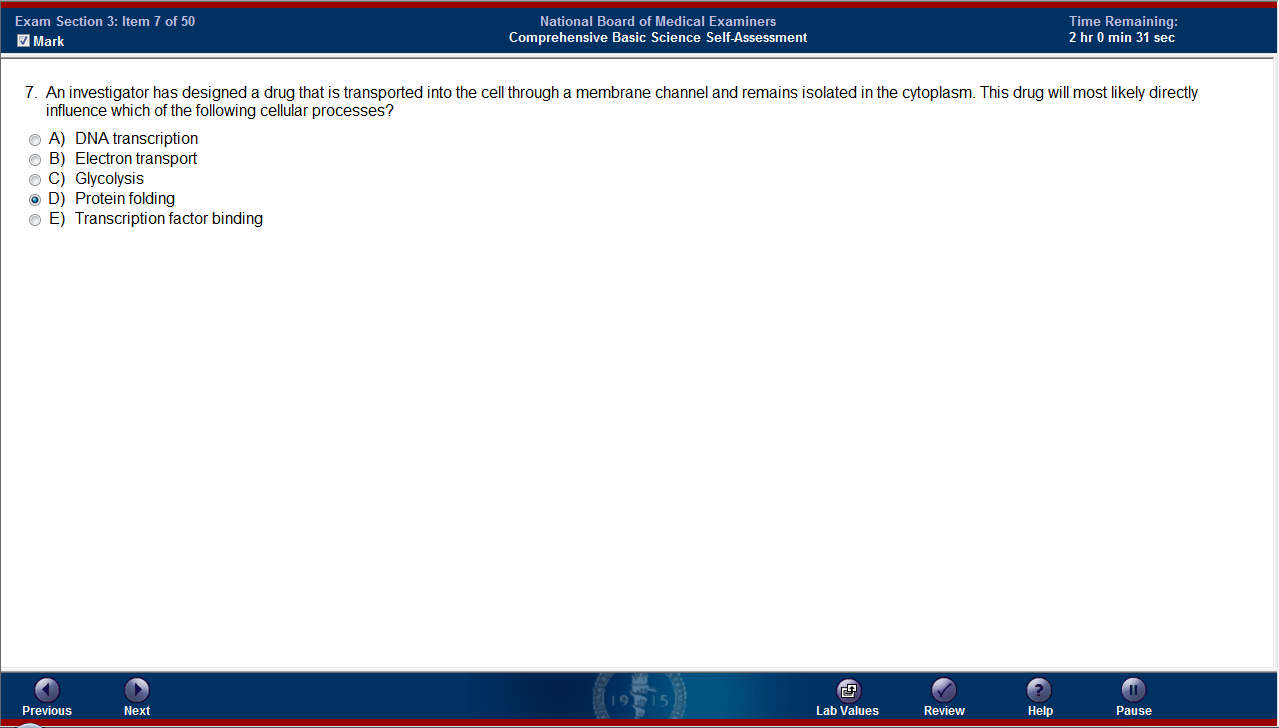 Exam Section 3: Item 7 of 50
National Board of Medical Examiners
Time Remaining:
Mark
Comprehensive Basic Science Self-Assessment
2 hr 0 min 31 sec
7. An investigator has designed a drug that is transported into the cell through a membrane channel and remains isolated in the cytoplasm. This drug will most likely directly
influence which of the following cellular processes?
A) DNA transcription
B) Electron transport
C) Glycolysis
D) Protein folding
E) Transcription factor binding
1915
Previous
Next
Lab Values
Review
?
Help
Pause